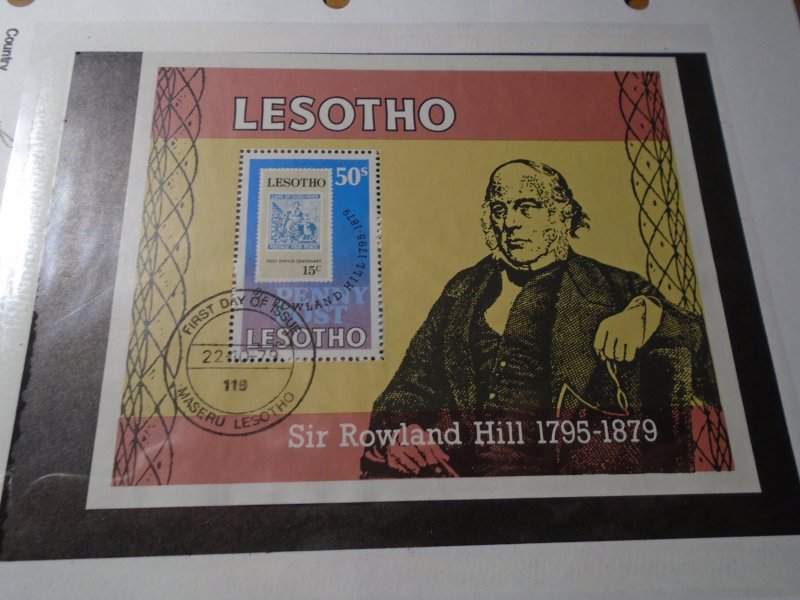 Country
LESOTHO
50s
LESOTHO
CAPE OF GOOD HOPE
POSTAGE FOUR PENCE
POST OFFICE CENTENARY
15c
SIR ROWLAND HILL 1795-1879
PENNY
POST
LESOTHO
FIRST DAY OF ISSUE
22-10-79
119
MASERU LESOTHO
Sir Rowland Hill 1795-1879